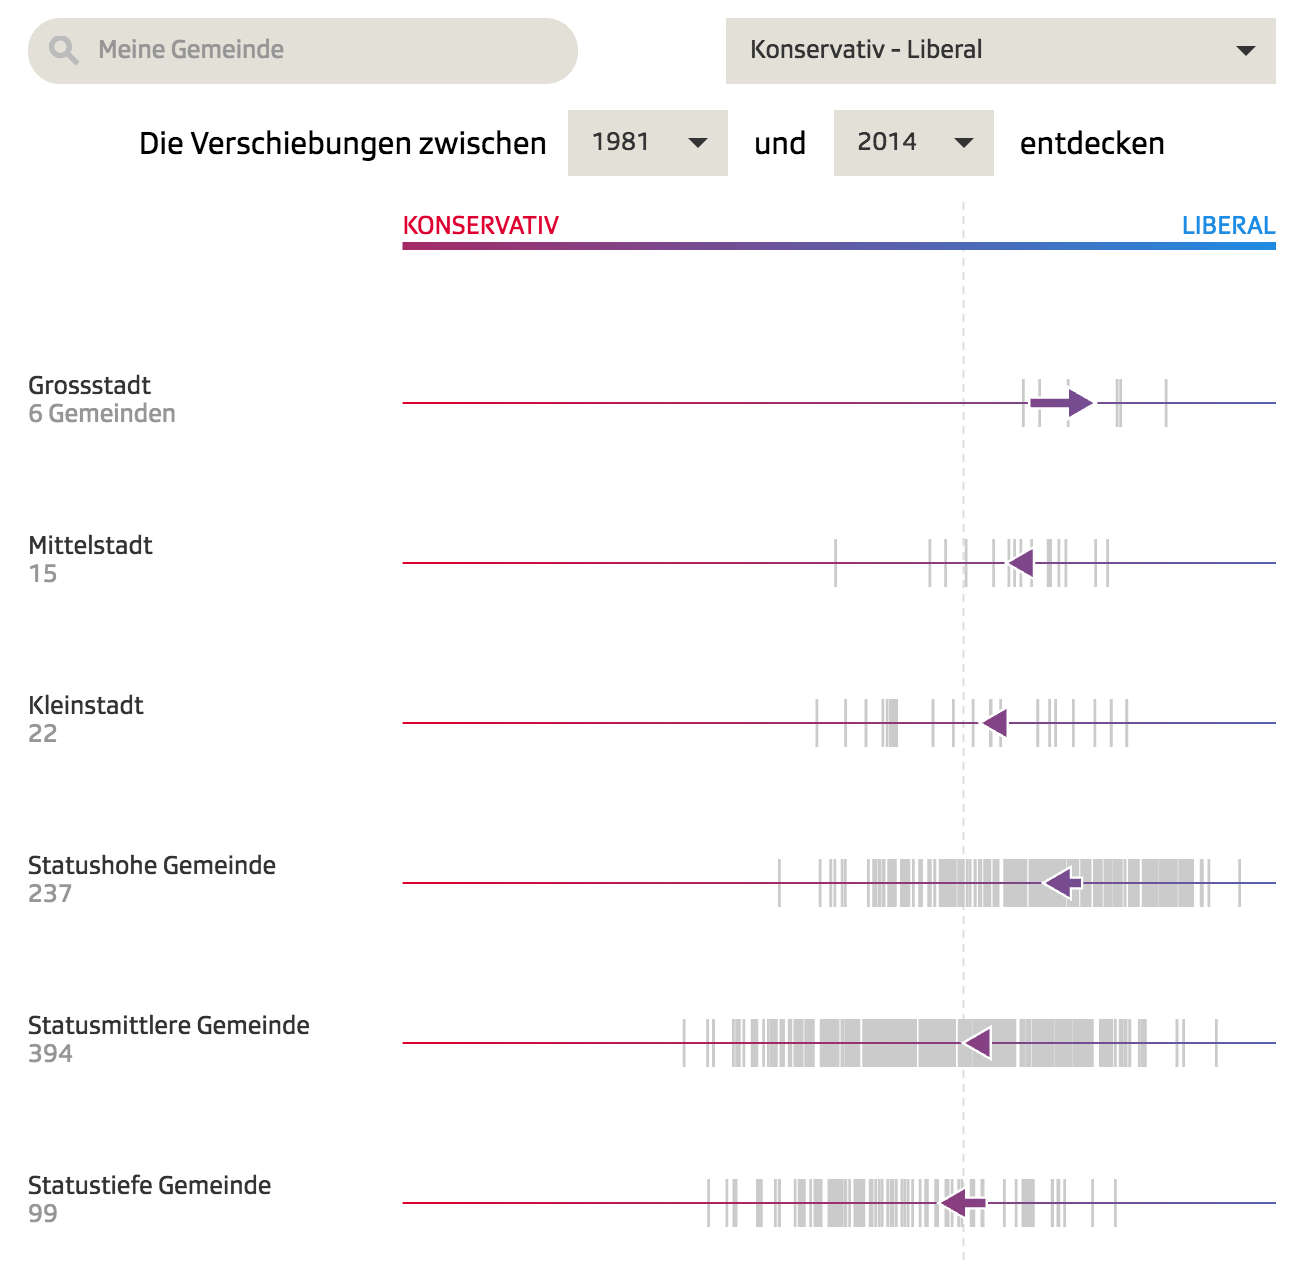 Meine Gemeinde
Konservativ - Liberal
Die Verschiebungen zwischen 1981 und 2014 entdecken
KONSERVATIV LIBERAL
Grossstadt
6 Gemeinden
Mittelstadt
15
Kleinstadt
22
Statushohe Gemeinde
237
Statusmittlere Gemeinde
394
Statustiefe Gemeinde
99